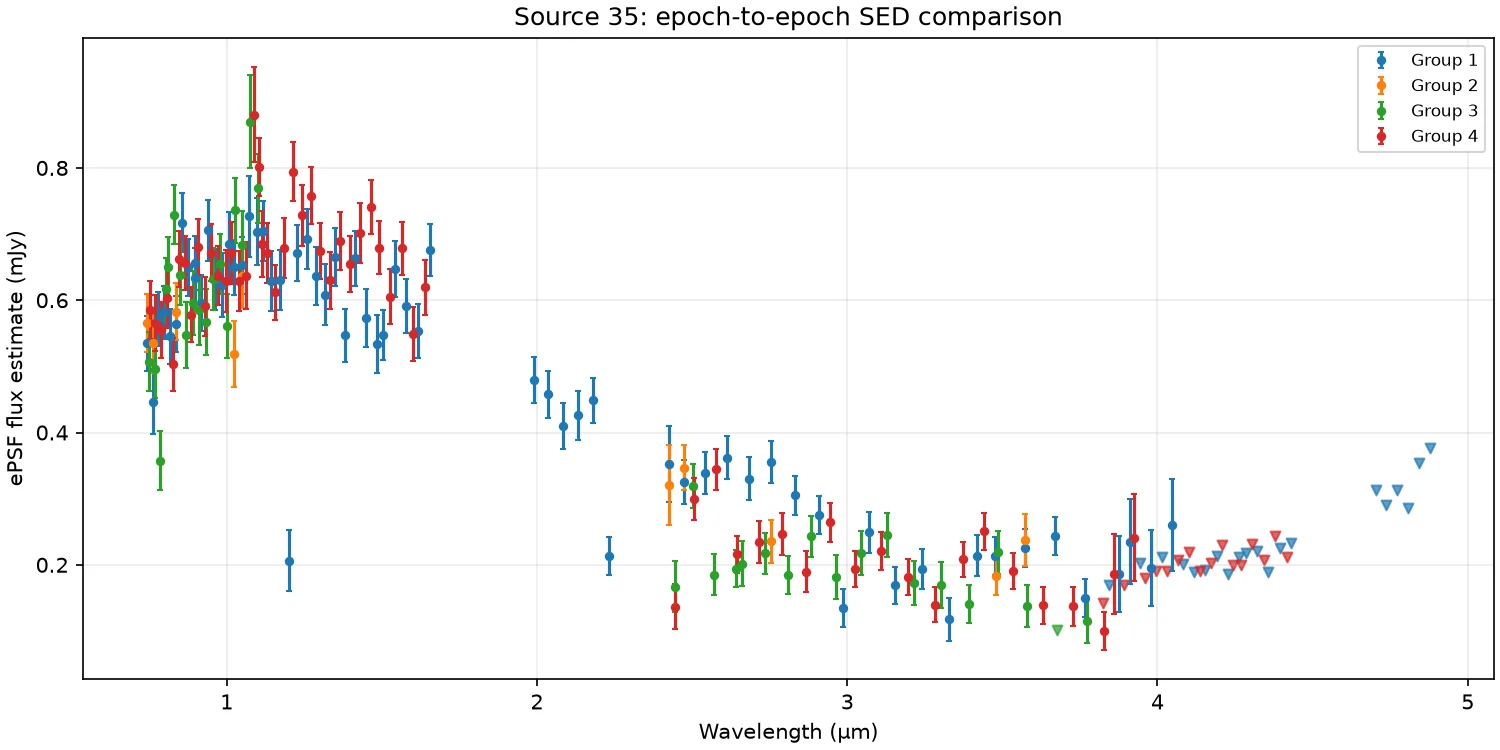 Source 35: epoch-to-epoch SED comparison
ePSF flux estimate (mJy)
0.8
0.6
0.4
0.2
Group 1
Group 2
Group 3
Group 4
1
2
3
4
5
Wavelength (μm)